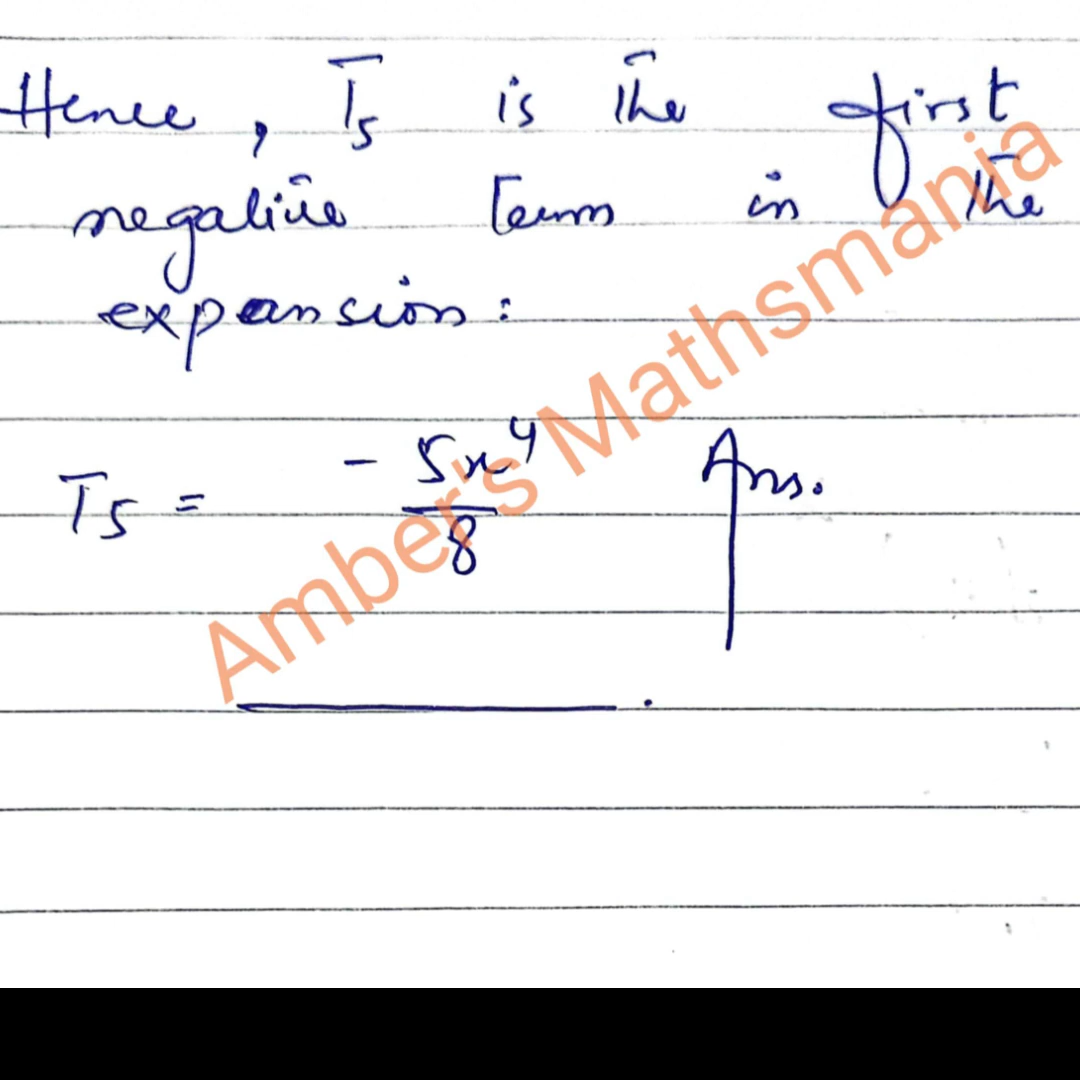 Hence, T₅ is the first
negative term in the
expansion:
T₅ = - 5x⁴/8 Ans.
Amber's Mathsmania